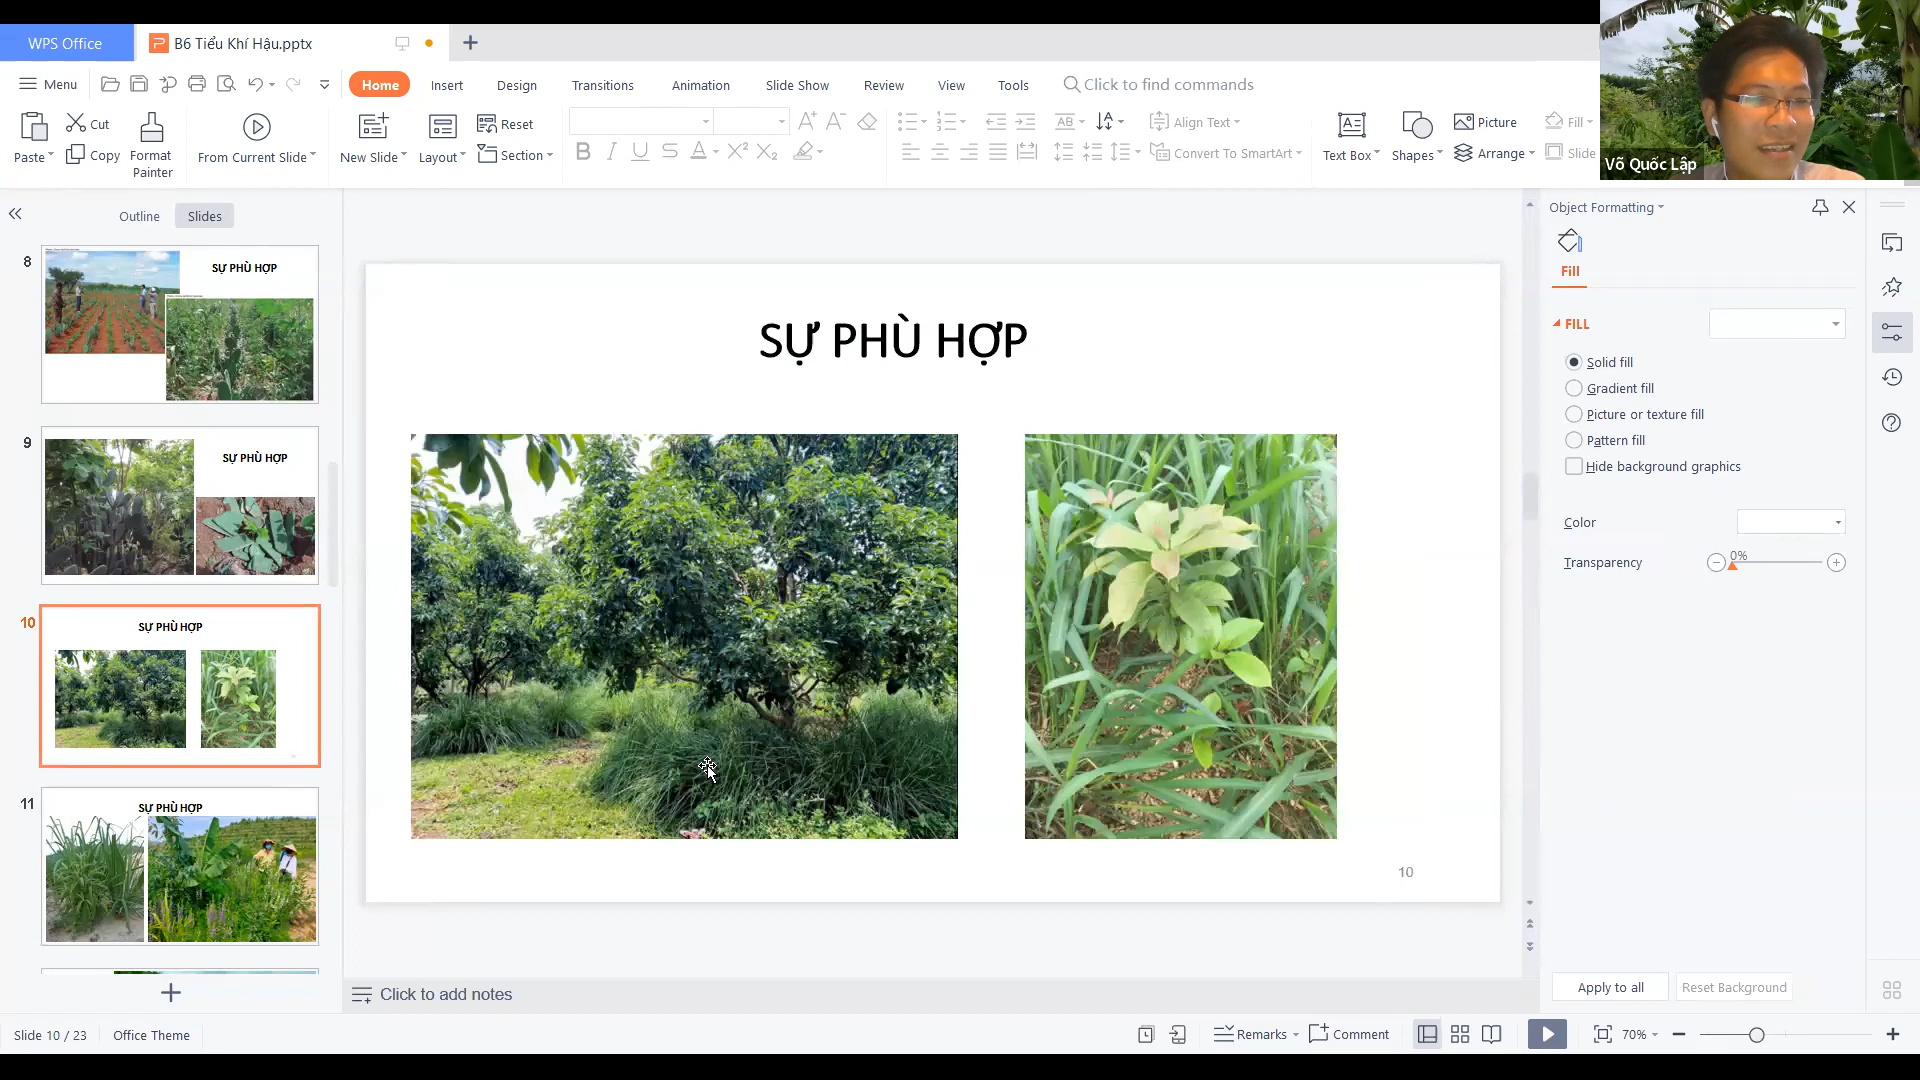 WPS Office
B6 Tiểu Khí Hậu.pptx
Menu
Home
Insert
Design
Transitions
Animation
Slide Show
Review
View
Tools
Click to find commands
Paste
Cut
Copy
Format Painter
From Current Slide
New Slide
Layout
Reset
Section
B I U S A X² X₂
AB
Align Text
Convert To SmartArt
Text Box
Shapes
Picture
Arrange
Fill
Slide
Võ Quốc Lập
Outline
Slides
8
SỰ PHÙ HỢP
9
SỰ PHÙ HỢP
10
SỰ PHÙ HỢP
11
SỰ PHÙ HỢP
SỰ PHÙ HỢP
10
Click to add notes
Object Formatting
Fill
FILL
Solid fill
Gradient fill
Picture or texture fill
Pattern fill
Hide background graphics
Color
Transparency
0%
Apply to all
Reset Background
Slide 10 / 23
Office Theme
Remarks
Comment
70%